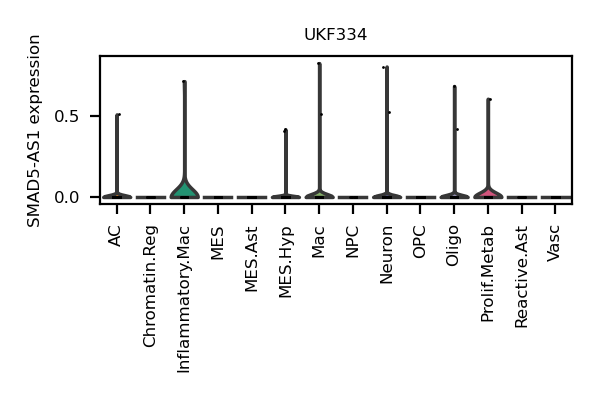 UKF334
SMAD5-AS1 expression
0.5
0.0
AC
Chromatin.Reg
Inflammatory.Mac
MES
MES.Ast
MES.Hyp
Mac
NPC
Neuron
OPC
Oligo
Prolif.Metab
Reactive.Ast
Vasc